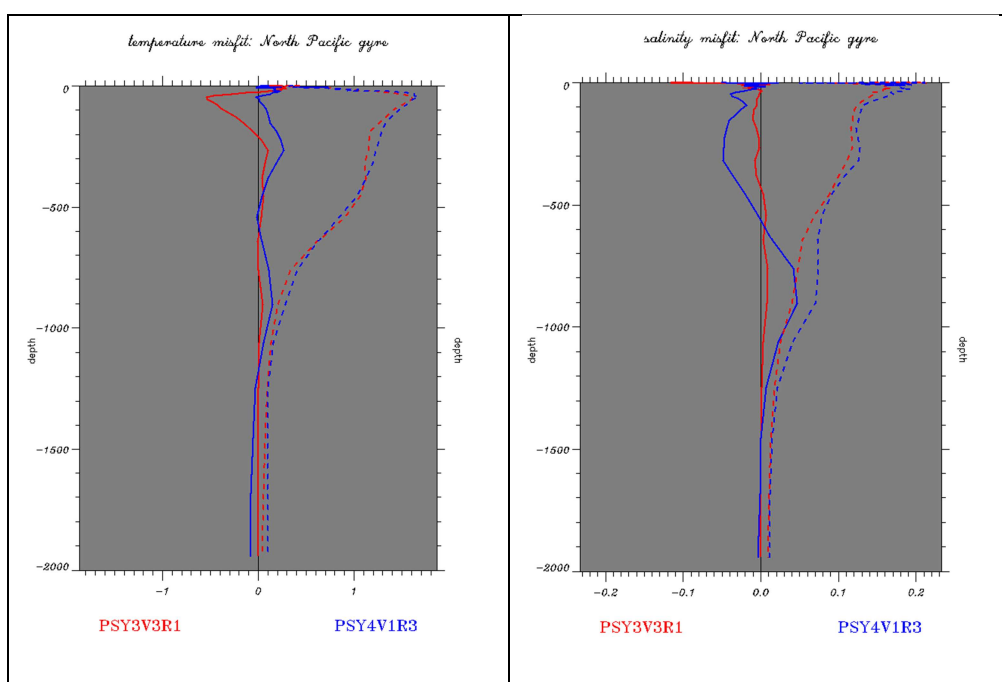 temperature misfit: North Pacific gyre
0
-500
-1000
-1500
-2000
depth
depth
-1
0
1
PSY3V3R1
PSY4V1R3
salinity misfit: North Pacific gyre
0
-500
-1000
-1500
-2000
depth
depth
-0.2
-0.1
0.0
0.1
0.2
PSY3V3R1
PSY4V1R3